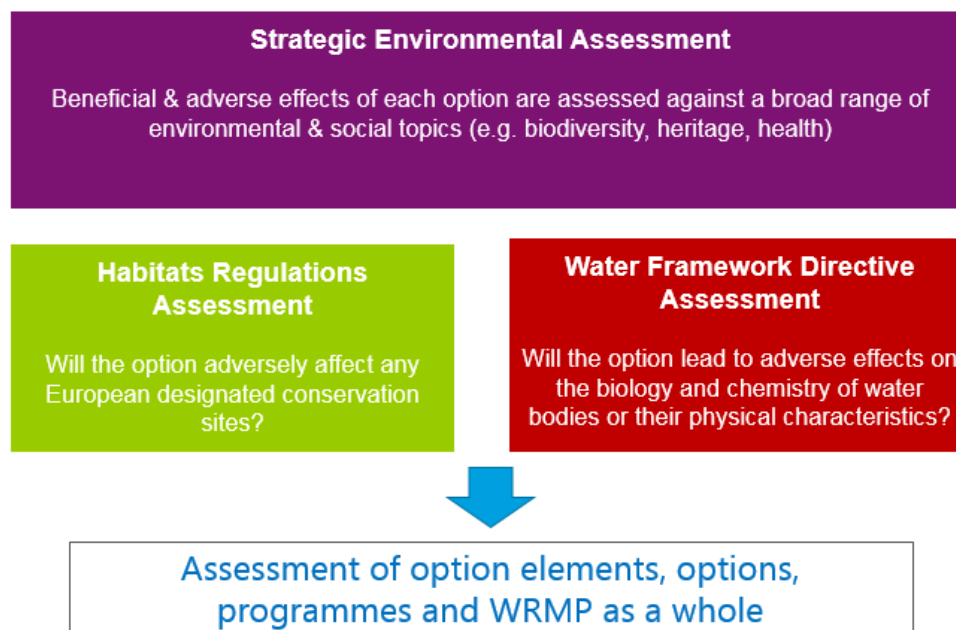 Strategic Environmental Assessment
Beneficial & adverse effects of each option are assessed against a broad range of
environmental & social topics (e.g. biodiversity, heritage, health)
Habitats Regulations
Assessment
Will the option adversely affect any
European designated conservation
sites?
Water Framework Directive
Assessment
Will the option lead to adverse effects on
the biology and chemistry of water
bodies or their physical characteristics?
Assessment of option elements, options,
programmes and WRMP as a whole